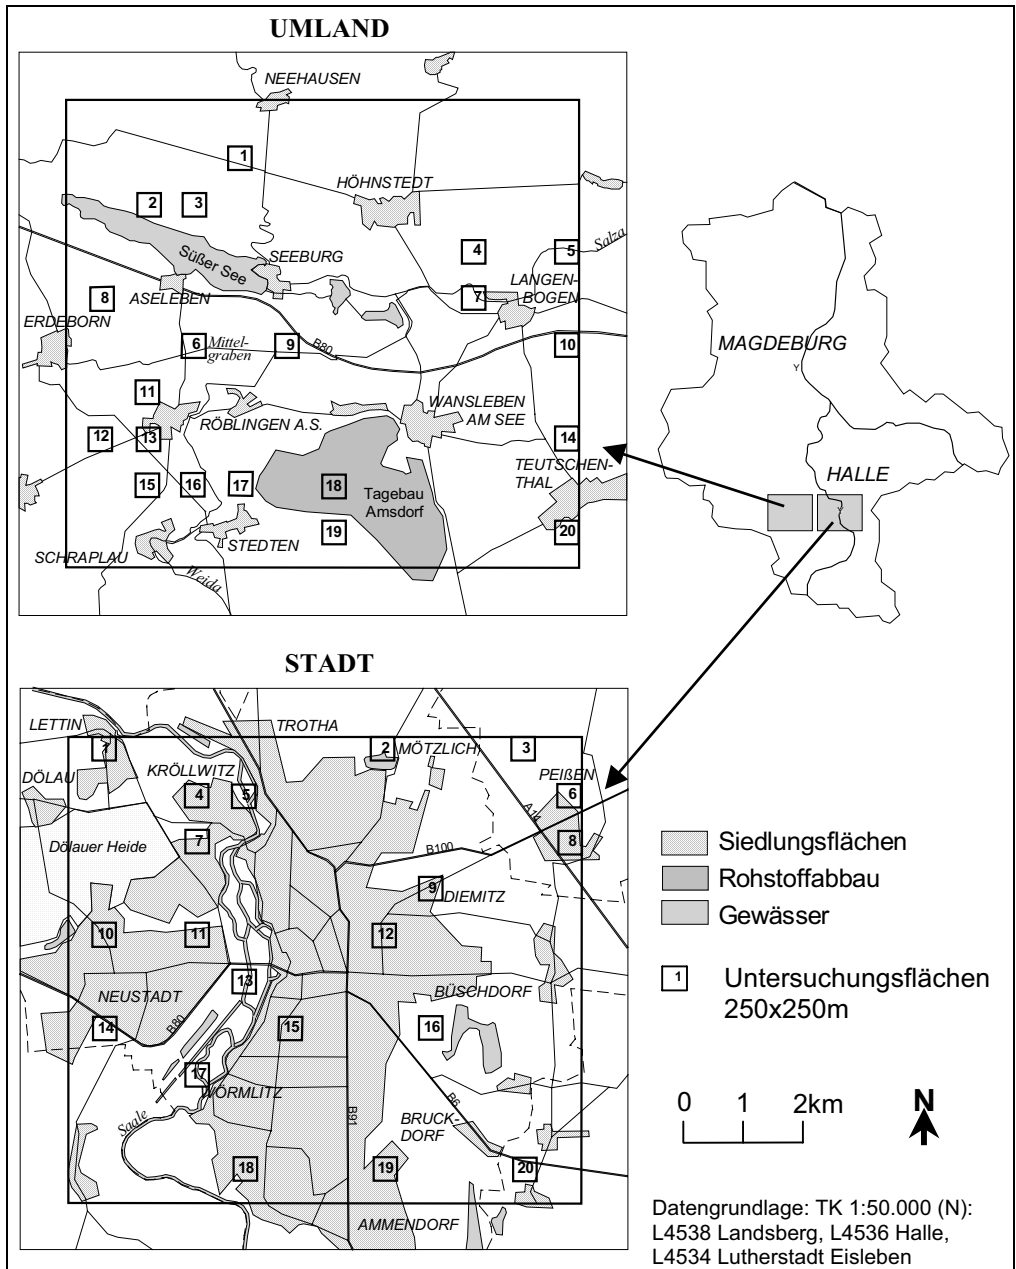 UMLAND
NEEHAUSEN
1
HÖHNSTEDT
2
3
Süßer See
SEEBURG
4
5
Salza
ASELEBEN
7
LANGEN-
BOGEN
8
ERDEBORN
6
Mittel-
graben
9
B80
10
11
RÖBLINGEN A.S.
WANSLEBEN
AM SEE
12
13
14
TEUTSCHEN-
THAL
15
16
17
18
Tagebau
Amsdorf
19
20
STEDTEN
SCHRAPLAU
Weida
MAGDEBURG
HALLE
STADT
LETTIN
TROTHA
1
2
MÖTZLICH
3
DÖLAU
KRÖLLWITZ
PEIßEN
4
5
6
A14
7
Dölauer Heide
B100
8
9
DIEMITZ
10
11
12
13
NEUSTADT
BÜSCHDORF
14
B80
15
16
17
WÖRMLITZ
Saale
B91
B6
BRUCK-
DORF
18
19
20
AMMENDORF
Siedlungsflächen
Rohstoffabbau
Gewässer
1
Untersuchungsflächen
250x250m
0 1 2km
N
Datengrundlage: TK 1:50.000 (N):
L4538 Landsberg, L4536 Halle,
L4534 Lutherstadt Eisleben